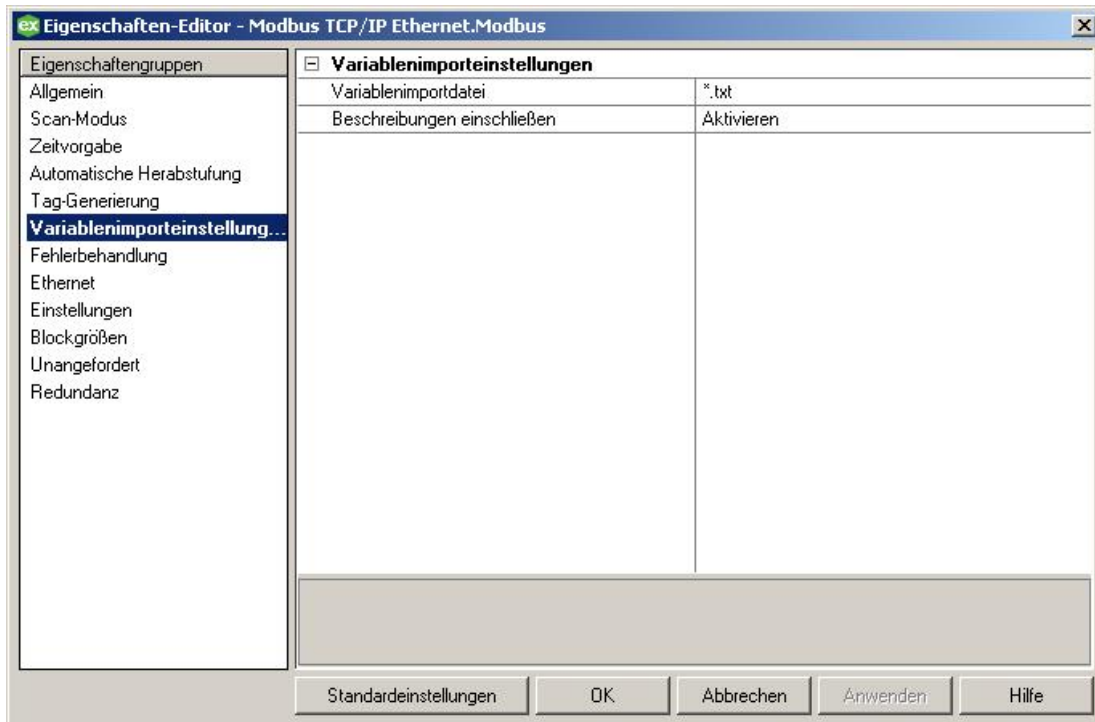 ex Eigenschaften-Editor - Modbus TCP/IP Ethernet.Modbus
Eigenschaftengruppen
Allgemein
Scan-Modus
Zeitvorgabe
Automatische Herabstufung
Tag-Generierung
Variablenimporteinstellung...
Fehlerbehandlung
Ethernet
Einstellungen
Blockgrößen
Unangefordert
Redundanz
Variablenimporteinstellungen
Variablenimportdatei *.txt
Beschreibungen einschließen Aktivieren
Standardeinstellungen OK Abbrechen Anwenden Hilfe